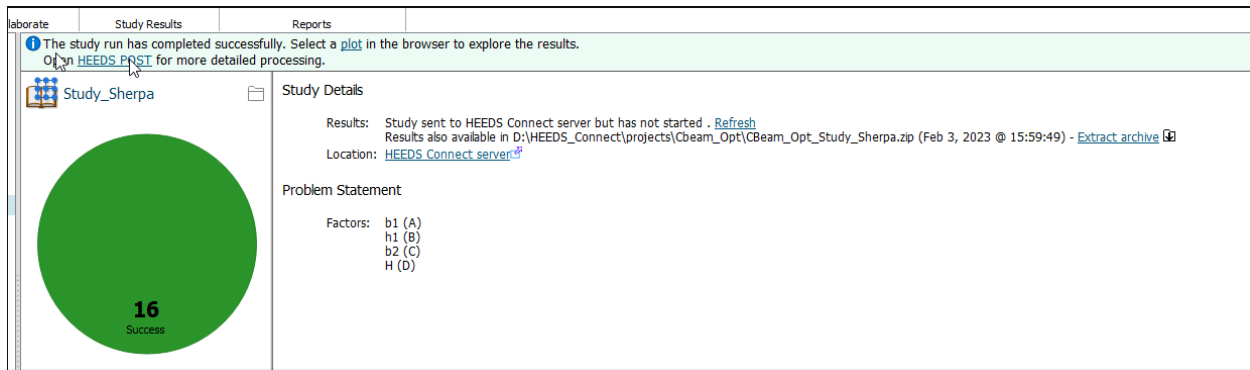 laborate Study Results Reports
The study run has completed successfully. Select a plot in the browser to explore the results.
Open HEEDS POST for more detailed processing.
Study_Sherpa
Study Details
Results: Study sent to HEEDS Connect server but has not started . Refresh
Results also available in D:\HEEDS_Connect\projects\Cbeam_Opt\CBeam_Opt_Study_Sherpa.zip (Feb 3, 2023 @ 15:59:49) - Extract archive
Location: HEEDS Connect server
Problem Statement
Factors: b1 (A)
h1 (B)
b2 (C)
H (D)
16
Success